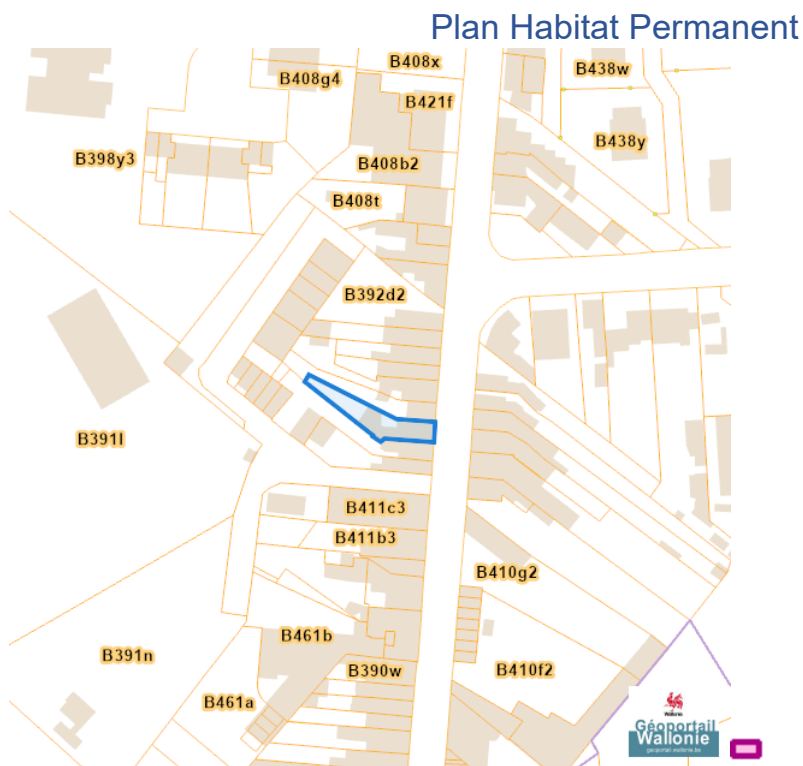 Plan Habitat Permanent
B408x
B408g4
B438w
B421f
B438y
B398y3
B408b2
B408t
B392d2
B391l
B411c3
B411b3
B410g2
B461b
B391n
B390w
B410f2
B461a
Wallonie
Géoportail
Wallonie
geoportail.wallonie.be